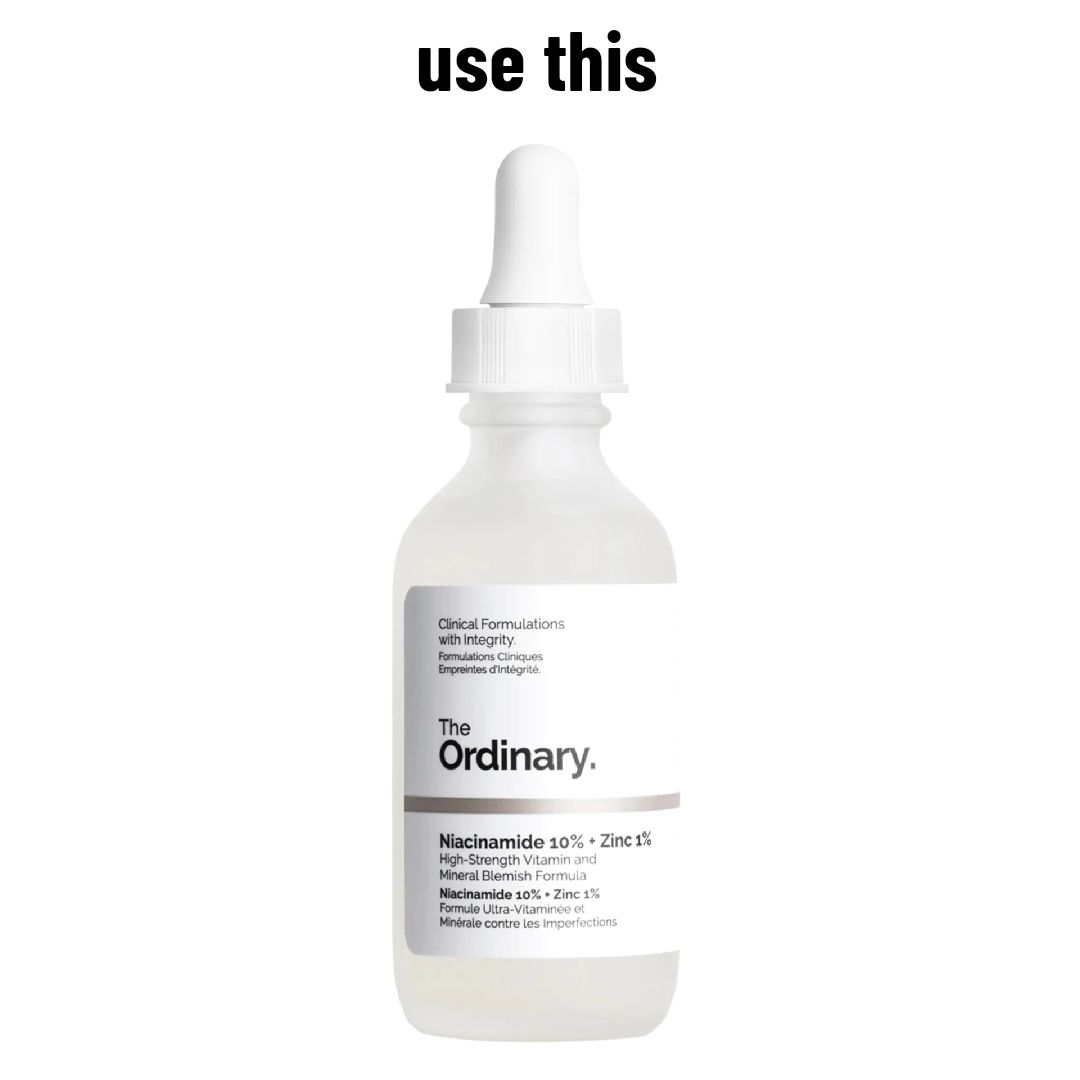 use this
Clinical Formulations
with Integrity.
Formulations Cliniques
Empreintes d'Intégrité.
The
Ordinary.
Niacinamide 10% + Zinc 1%
High-Strength Vitamin and
Mineral Blemish Formula
Niacinamide 10% + Zinc 1%
Formule Ultra-Vitaminée et
Minérale contre les Imperfections